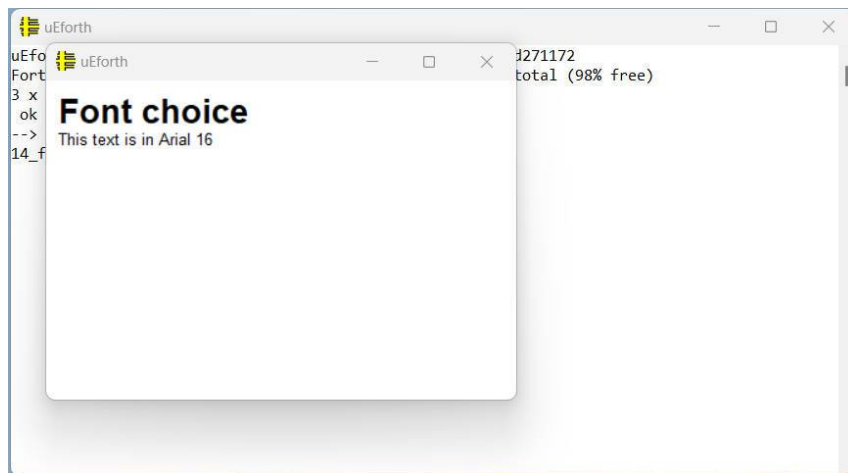 uEforth
uEfo
d271172
Fort
total (98% free)
3 x
ok
-->
14_f
uEforth
Font choice
This text is in Arial 16